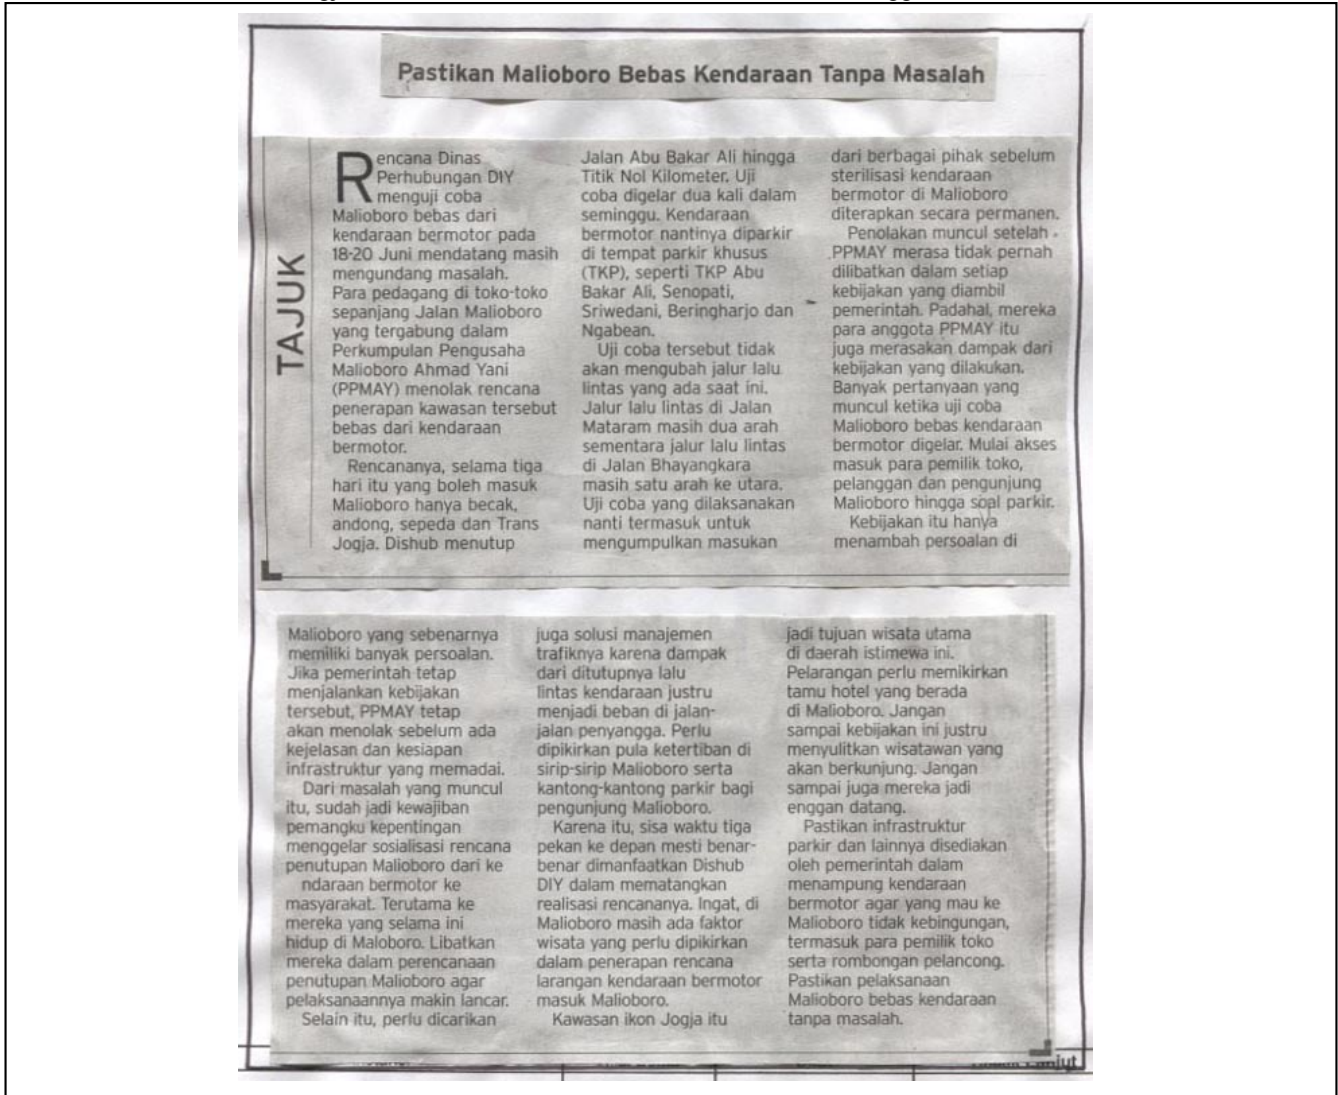 Pastikan Malioboro Bebas Kendaraan Tanpa Masalah
TAJUK
Rencana Dinas
Perhubungan DIY
menguji coba
Malioboro bebas dari
kendaraan bermotor pada
18-20 Juni mendatang masih
mengundang masalah.
Para pedagang di toko-toko
sepanjang Jalan Malioboro
yang tergabung dalam
Perkumpulan Pengusaha
Malioboro Ahmad Yani
(PPMAY) menolak rencana
penerapan kawasan tersebut
bebas dari kendaraan
bermotor.
Rencananya, selama tiga
hari itu yang boleh masuk
Malioboro hanya becak,
andong, sepeda dan Trans
Jogja. Dishub menutup
Jalan Abu Bakar Ali hingga
Titik Nol Kilometer. Uji
coba digelar dua kali dalam
seminggu. Kendaraan
bermotor nantinya diparkir
di tempat parkir khusus
(TKP), seperti TKP Abu
Bakar Ali, Senopati,
Sriwedani, Beringharjo dan
Ngabean.
Uji coba tersebut tidak
akan mengubah jalur lalu
lintas yang ada saat ini.
Jalur lalu lintas di Jalan
Mataram masih dua arah
sementara jalur lalu lintas
di Jalan Bhayangkara
masih satu arah ke utara.
Uji coba yang dilaksanakan
nanti termasuk untuk
mengumpulkan masukan
dari berbagai pihak sebelum
sterilisasi kendaraan
bermotor di Malioboro
diterapkan secara permanen.
Penolakan muncul setelah
PPMAY merasa tidak pernah
dilibatkan dalam setiap
kebijakan yang diambil
pemerintah. Padahal, mereka
para anggota PPMAY itu
juga merasakan dampak dari
kebijakan yang dilakukan.
Banyak pertanyaan yang
muncul ketika uji coba
Malioboro bebas kendaraan
bermotor digelar. Mulai akses
masuk para pemilik toko,
pelanggan dan pengunjung
Malioboro hingga soal parkir.
Kebijakan itu hanya
menambah persoalan di
Malioboro yang sebenarnya
memiliki banyak persoalan.
Jika pemerintah tetap
menjalankan kebijakan
tersebut, PPMAY tetap
akan menolak sebelum ada
kejelasan dan kesiapan
infrastruktur yang memadai.
Dari masalah yang muncul
itu, sudah jadi kewajiban
pemangku kepentingan
menggelar sosialisasi rencana
penutupan Malioboro dari ke
ndaraan bermotor ke
masyarakat. Terutama ke
mereka yang selama ini
hidup di Maloboro. Libatkan
mereka dalam perencanaan
penutupan Malioboro agar
pelaksanaannya makin lancar.
Selain itu, perlu dicarikan
juga solusi manajemen
trafiknya karena dampak
dari ditutupnya lalu
lintas kendaraan justru
menjadi beban di jalan-
jalan penyangga. Perlu
dipikirkan pula ketertiban di
sirip-sirip Malioboro serta
kantong-kantong parkir bagi
pengunjung Malioboro.
Karena itu, sisa waktu tiga
pekan ke depan mesti benar-
benar dimanfaatkan Dishub
DIY dalam mematangkan
realisasi rencananya. Ingat, di
Malioboro masih ada faktor
wisata yang perlu dipikirkan
dalam penerapan rencana
larangan kendaraan bermotor
masuk Malioboro.
Kawasan ikon Jogja itu
jadi tujuan wisata utama
di daerah istimewa ini.
Pelarangan perlu memikirkan
tamu hotel yang berada
di Malioboro. Jangan
sampai kebijakan ini justru
menyulitkan wisatawan yang
akan berkunjung. Jangan
sampai juga mereka jadi
enggan datang.
Pastikan infrastruktur
parkir dan lainnya disediakan
oleh pemerintah dalam
menampung kendaraan
bermotor agar yang mau ke
Malioboro tidak kebingungan,
termasuk para pemilik toko
serta rombongan pelancong.
Pastikan pelaksanaan
Malioboro bebas kendaraan
tanpa masalah.